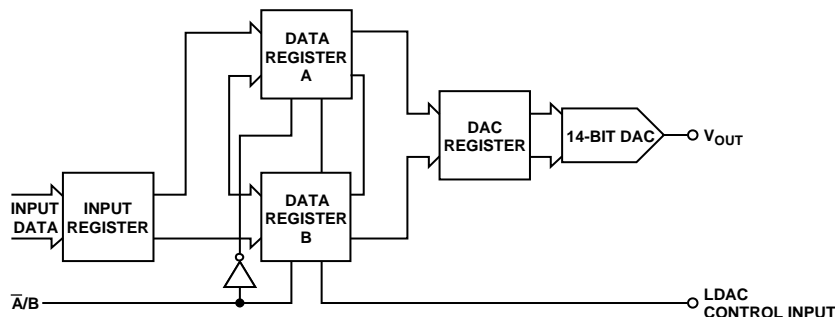 DATA
REGISTER
A
DAC
REGISTER
14-BIT DAC
VOUT
INPUT
DATA
INPUT
REGISTER
DATA
REGISTER
B
A̅/B
LDAC
CONTROL INPUT